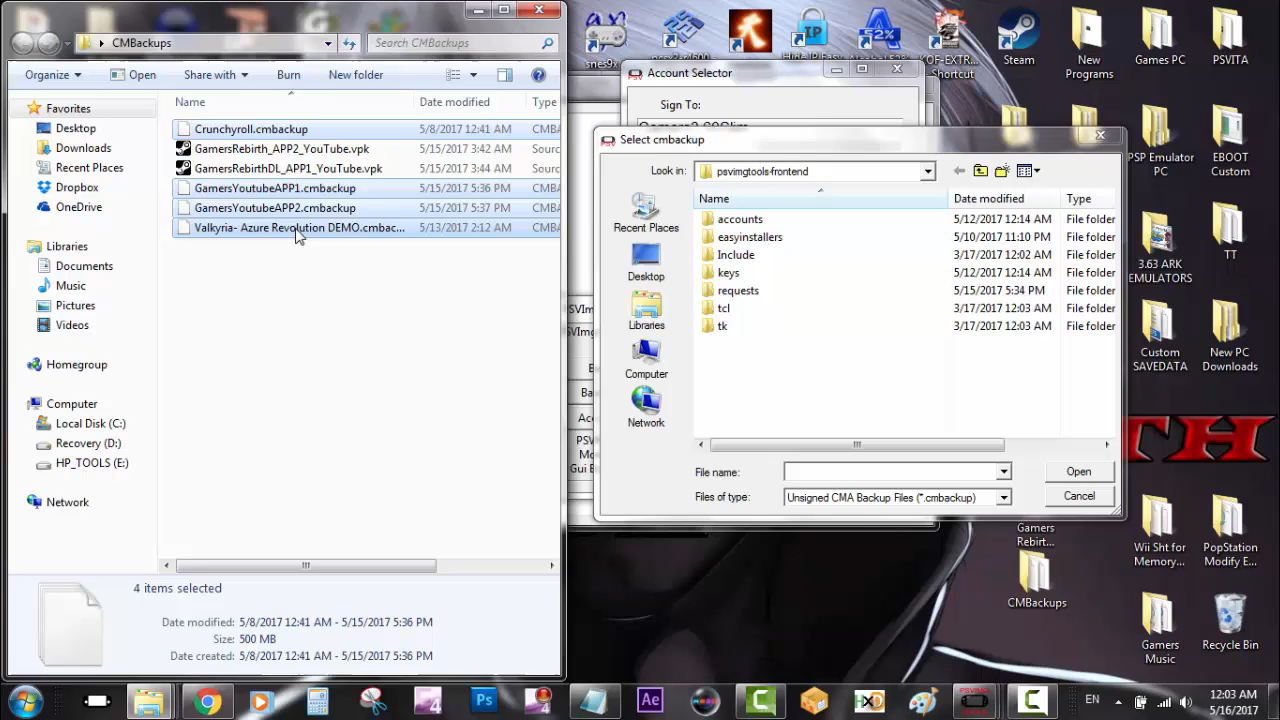 CMBackups
Search CMBackups
Organize
Open
Share with
Burn
New folder
Name
Date modified
Type
Favorites
Desktop
Downloads
Recent Places
Dropbox
OneDrive
Libraries
Documents
Music
Pictures
Videos
Homegroup
Computer
Local Disk (C:)
Recovery (D:)
HP_TOOLS (E:)
Network
Crunchyroll.cmbackup 5/8/2017 12:41 AM CMBA
GamersRebirth_APP2_YouTube.vpk 5/15/2017 3:42 AM Sourc
GamersRebirthDL_APP1_YouTube.vpk 5/15/2017 3:44 AM Sourc
GamersYoutubeAPP1.cmbackup 5/15/2017 5:36 PM CMBA
GamersYoutubeAPP2.cmbackup 5/15/2017 5:37 PM CMBA
Valkyria- Azure Revolution DEMO.cmbac... 5/13/2017 2:12 AM CMBA
4 items selected
Date modified: 5/8/2017 12:41 AM - 5/15/2017 5:36 PM
Size: 500 MB
Date created: 5/8/2017 12:41 AM - 5/15/2017 5:36 PM
Account Selector
Sign To:
Select cmbackup
Look in:
psvimgtools-frontend
Name
Date modified
Type
Recent Places
Desktop
Libraries
Computer
Network
accounts 5/12/2017 12:14 AM File folder
easyinstallers 5/10/2017 11:10 PM File folder
Include 3/17/2017 12:02 AM File folder
keys 5/12/2017 12:14 AM File folder
requests 5/15/2017 5:34 PM File folder
tcl 3/17/2017 12:03 AM File folder
tk 3/17/2017 12:03 AM File folder
File name:
Open
Files of type:
Unsigned CMA Backup Files (*.cmbackup)
Cancel
snes9x
KOF-EXTR...
Shortcut
Steam
New
Programs
Games PC
PSVITA
PSP Emulator
PC
Eboot
Custom
3.63 ARK
EMULATORS
TT
Custom
SAVEDATA
New PC
Downloads
TH
Gamers
Rebirt...
CMBackups
Wii Sht for
Memory...
PopStation
Modify E...
Gamers
Music
Recycle Bin
EN
12:03 AM
5/16/2017